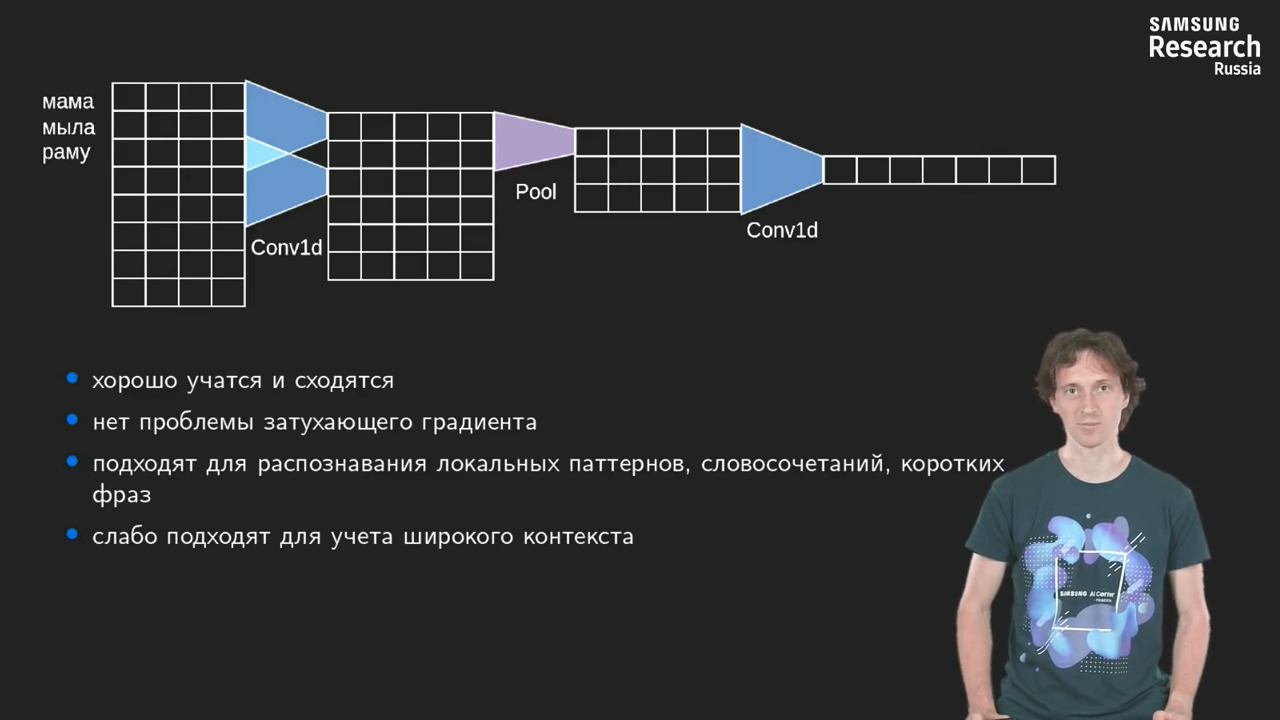 SAMSUNG
Research
Russia
мама
мыла
раму
Conv1d
Pool
Conv1d
хорошо учатся и сходятся
нет проблемы затухающего градиента
подходят для распознавания локальных паттернов, словосочетаний, коротких
фраз
слабо подходят для учета широкого контекста
SAMSUNG AI Center